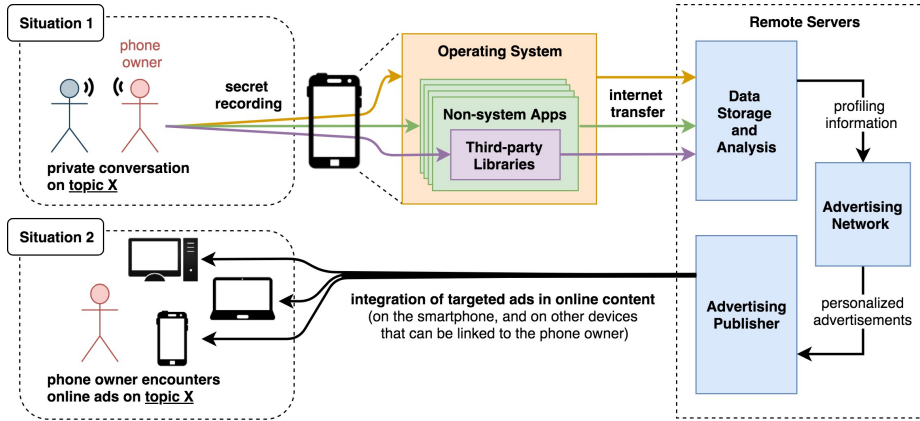 Situation 1
phone
owner
private conversation
on topic X
secret
recording
Operating System
Non-system Apps
Third-party
Libraries
internet
transfer
Remote Servers
Data
Storage
and
Analysis
profiling
information
Advertising
Network
personalized
advertisements
Advertising
Publisher
integration of targeted ads in online content
(on the smartphone, and on other devices
that can be linked to the phone owner)
Situation 2
phone owner encounters
online ads on topic X